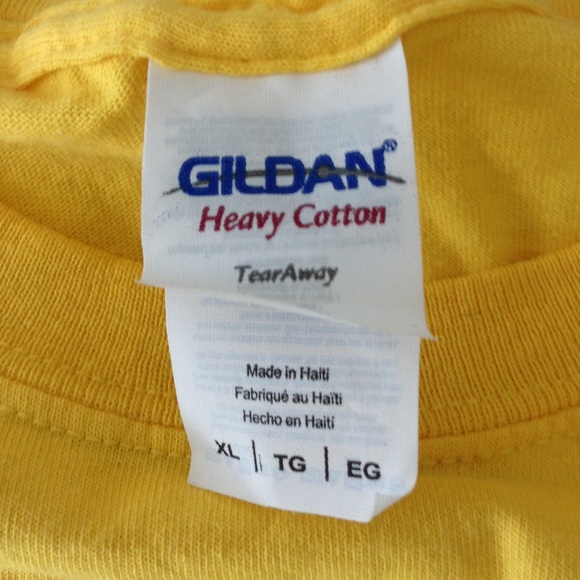 GILDAN®
Heavy Cotton
TearAway
Made in Haiti
Fabriqué au Haïti
Hecho en Haití
XL | TG | EG